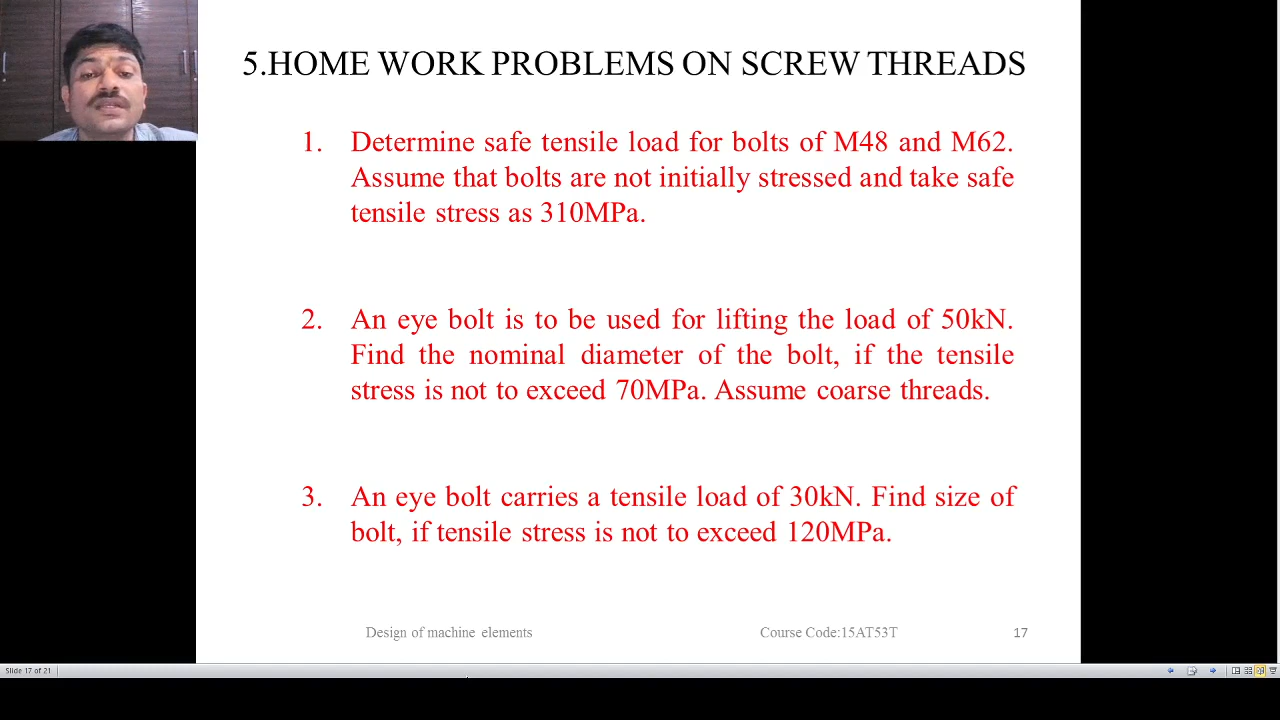 5.HOME WORK PROBLEMS ON SCREW THREADS
1. Determine safe tensile load for bolts of M48 and M62.
Assume that bolts are not initially stressed and take safe
tensile stress as 310MPa.
2. An eye bolt is to be used for lifting the load of 50kN.
Find the nominal diameter of the bolt, if the tensile
stress is not to exceed 70MPa. Assume coarse threads.
3. An eye bolt carries a tensile load of 30kN. Find size of
bolt, if tensile stress is not to exceed 120MPa.
Design of machine elements
Course Code:15AT53T
17
Slide 17 of 21